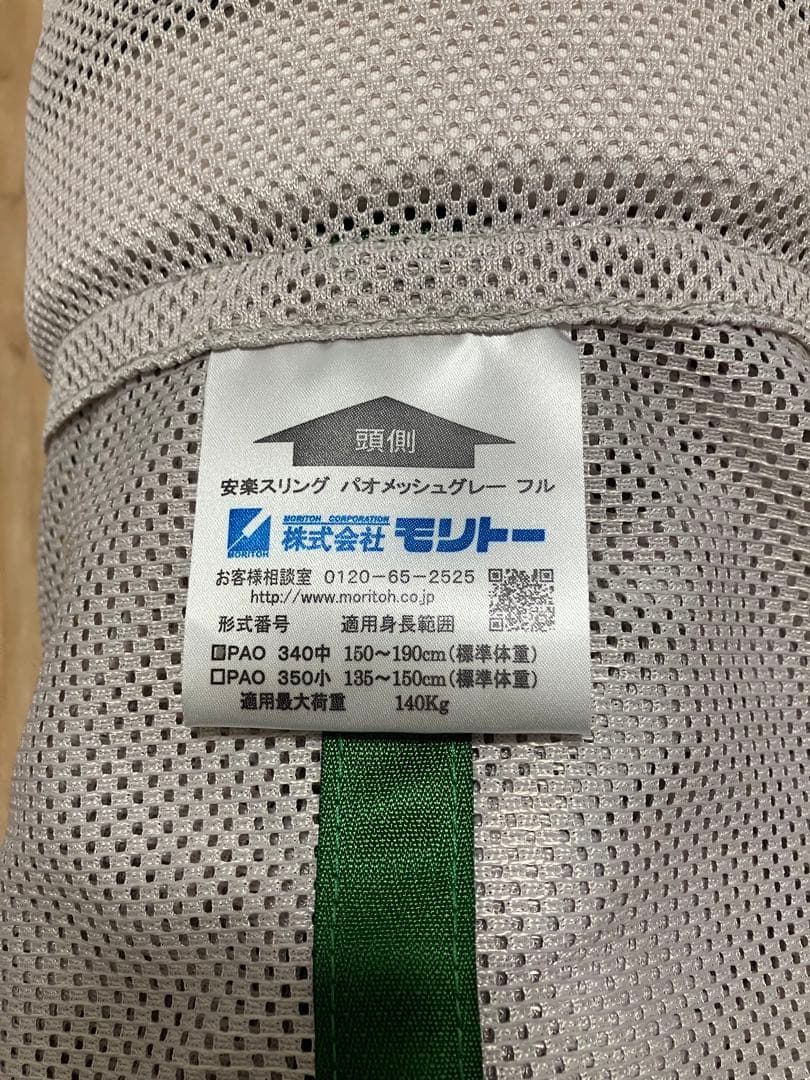 頭側
安楽スリング パオメッシュグレー フル
MORITOH CORPORATION
MORITOH 株式会社 モリトー
お客様相談室 0120-65-2525
http://www.moritoh.co.jp
形式番号 適用身長範囲
■PAO 340中 150～190cm(標準体重)
□PAO 350小 135～150cm(標準体重)
適用最大荷重 140Kg